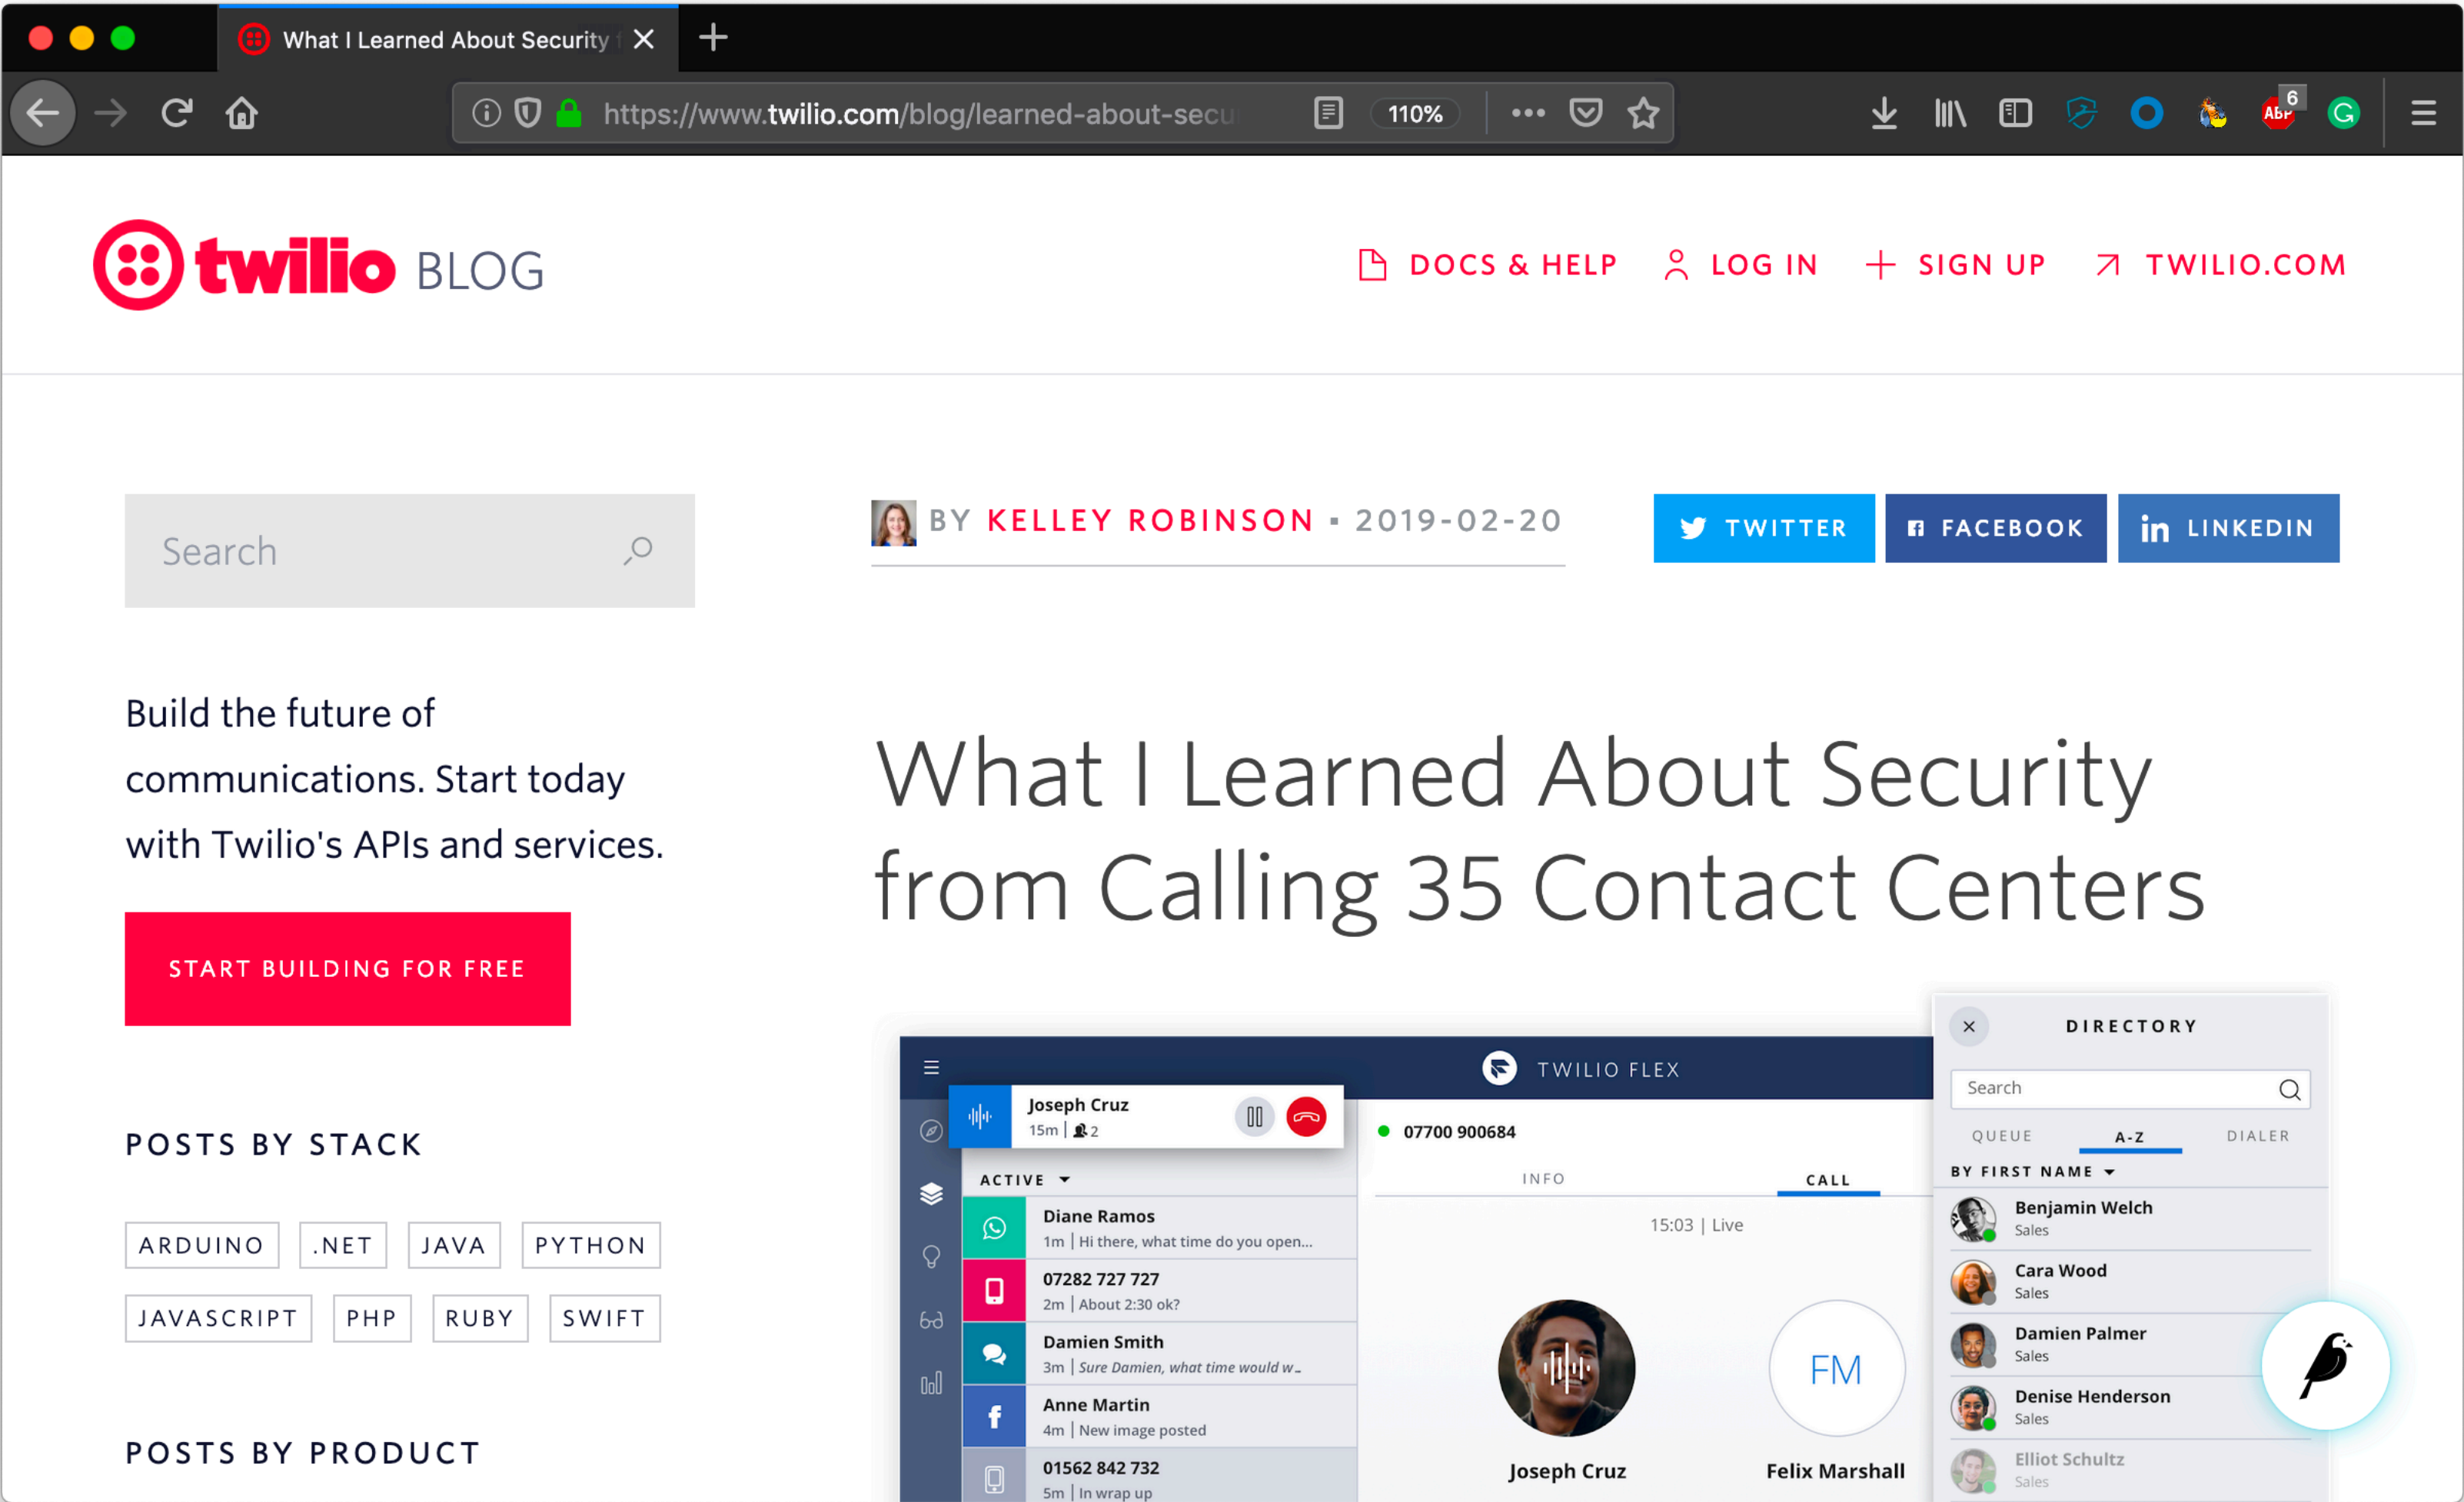 What I Learned About Security
https://www.twilio.com/blog/learned-about-secu
110%
ABP
6
twilio BLOG
DOCS & HELP
LOG IN
SIGN UP
TWILIO.COM
Search
BY KELLEY ROBINSON ▪ 2019-02-20
TWITTER
FACEBOOK
LINKEDIN
Build the future of
communications. Start today
with Twilio's APIs and services.
START BUILDING FOR FREE
POSTS BY STACK
ARDUINO
.NET
JAVA
PYTHON
JAVASCRIPT
PHP
RUBY
SWIFT
POSTS BY PRODUCT
What I Learned About Security
from Calling 35 Contact Centers
TWILIO FLEX
Joseph Cruz
15m | 2
ACTIVE
Diane Ramos
1m | Hi there, what time do you open...
07282 727 727
2m | About 2:30 ok?
Damien Smith
3m | Sure Damien, what time would w...
Anne Martin
4m | New image posted
01562 842 732
5m | In wrap up
07700 900684
INFO
CALL
15:03 | Live
FM
Joseph Cruz
Felix Marshall
DIRECTORY
Search
QUEUE
A-Z
DIALER
BY FIRST NAME
Benjamin Welch
Sales
Cara Wood
Sales
Damien Palmer
Sales
Denise Henderson
Sales
Elliot Schultz
Sales